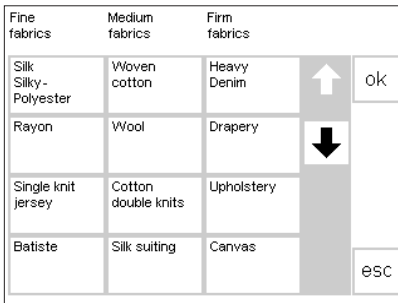 Fine
fabrics
Medium
fabrics
Firm
fabrics
Silk
Silky-
Polyester
Woven
cotton
Heavy
Denim
ok
Rayon
Wool
Drapery
Single knit
jersey
Cotton
double knits
Upholstery
Batiste
Silk suiting
Canvas
esc